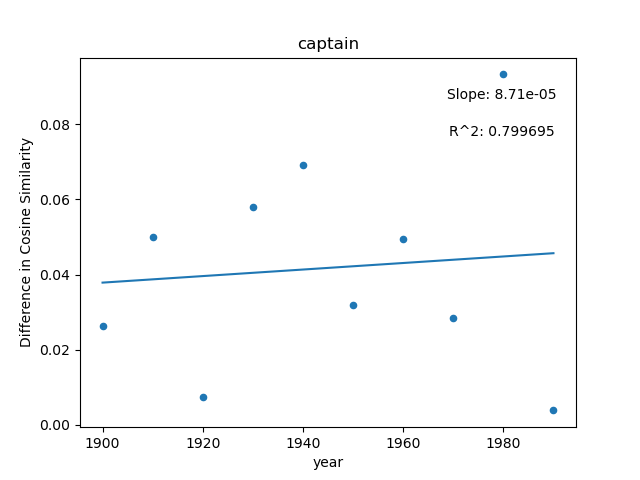 captain
Slope: 8.71e-05
R^2: 0.799695
Difference in Cosine Similarity
0.08
0.06
0.04
0.02
0.00
1900 1920 1940 1960 1980
year